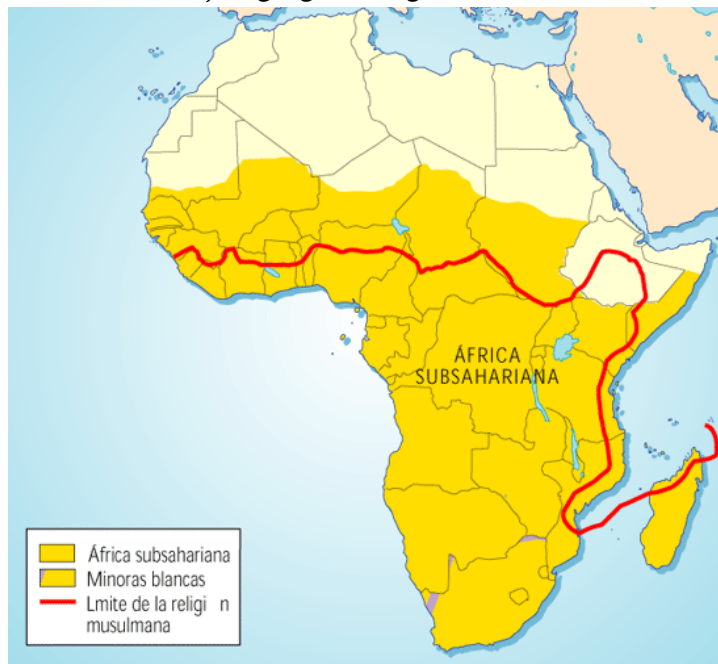 ÁFRICA
SUBSAHARIANA
África subsahariana
Minoras blancas
Lmite de la religi n
musulmana